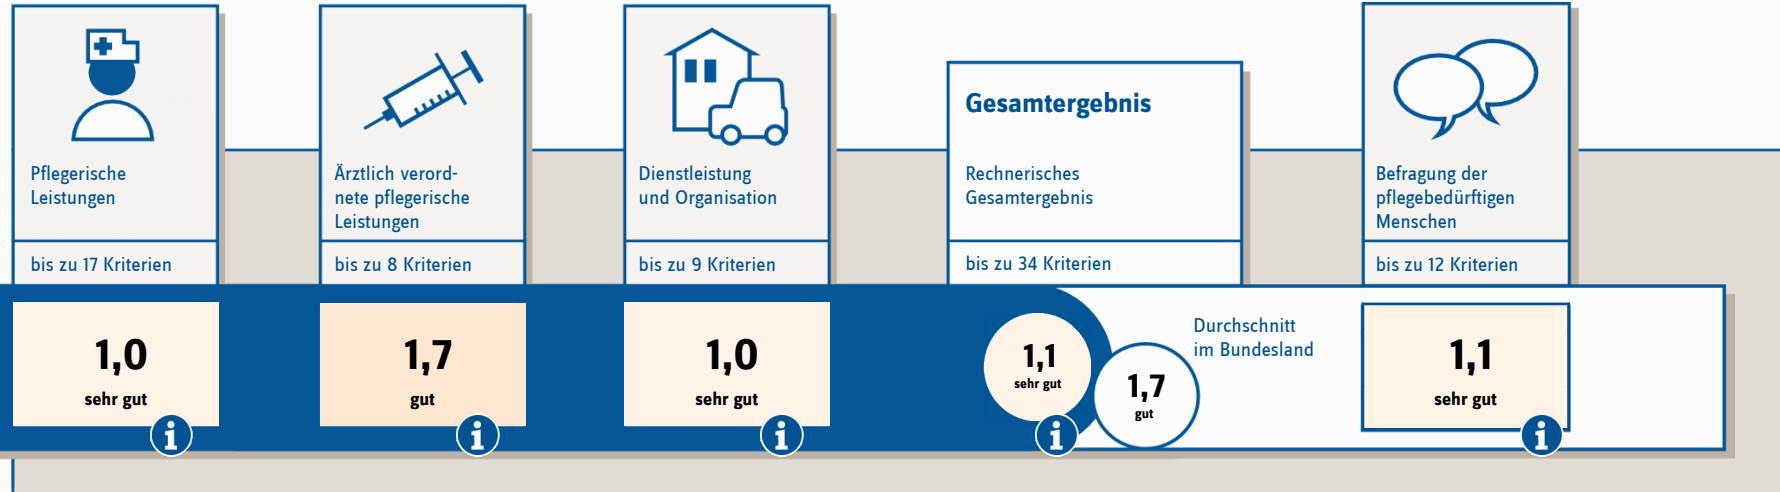 Pflegerische
Leistungen
bis zu 17 Kriterien
1,0
sehr gut
i
Ärztlich verord-
nete pflegerische
Leistungen
bis zu 8 Kriterien
1,7
gut
i
Dienstleistung
und Organisation
bis zu 9 Kriterien
1,0
sehr gut
i
Gesamtergebnis
Rechnerisches
Gesamtergebnis
bis zu 34 Kriterien
1,1
sehr gut
i
Durchschnitt
im Bundesland
1,7
gut
Befragung der
pflegebedürftigen
Menschen
bis zu 12 Kriterien
1,1
sehr gut
i